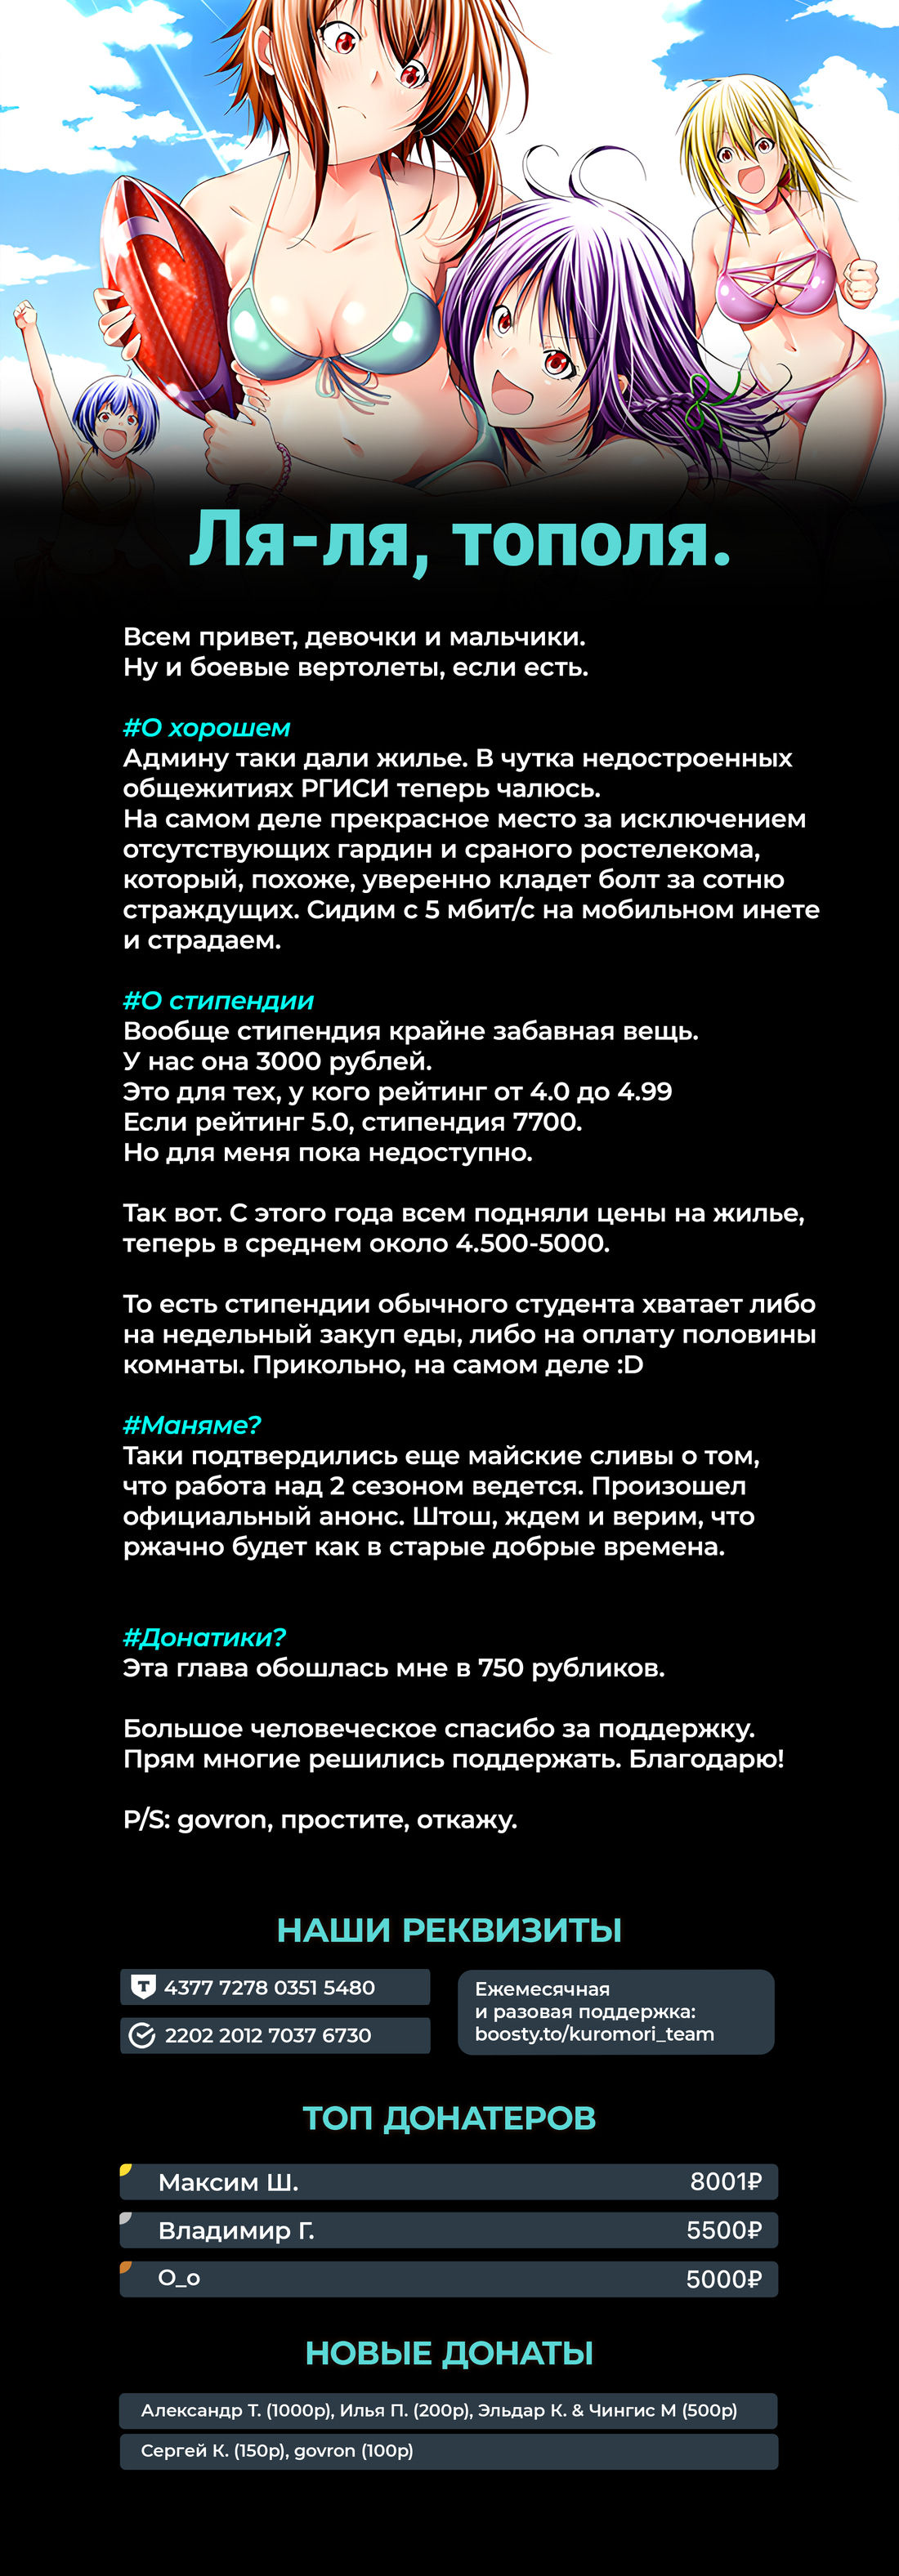 Ля-ля, тополя.
Всем привет, девочки и мальчики.
Ну и боевые вертолеты, если есть.
#О хорошем
Админу таки дали жилье. В чутка недостроенных
общежитиях РГИСИ теперь чалюсь.
На самом деле прекрасное место за исключением
отсутствующих гардин и сраного ростелекома,
который, похоже, уверенно кладет болт за сотню
страждущих. Сидим с 5 мбит/с на мобильном инете
и страдаем.
#О стипендии
Вообще стипендия крайне забавная вещь.
У нас она 3000 рублей.
Это для тех, у кого рейтинг от 4.0 до 4.99
Если рейтинг 5.0, стипендия 7700.
Но для меня пока недоступно.
Так вот. С этого года всем подняли цены на жилье,
теперь в среднем около 4.500-5000.
То есть стипендии обычного студента хватает либо
на недельный закуп еды, либо на оплату половины
комнаты. Прикольно, на самом деле :D
#Маняме?
Таки подтвердились еще майские сливы о том,
что работа над 2 сезоном ведется. Произошел
официальный анонс. Штош, ждем и верим, что
ржачно будет как в старые добрые времена.
#Донатики?
Эта глава обошлась мне в 750 рубликов.
Большое человеческое спасибо за поддержку.
Прям многие решились поддержать. Благодарю!
P/S: govron, простите, откажу.
НАШИ РЕКВИЗИТЫ
T 4377 7278 0351 5480
2202 2012 7037 6730
Ежемесячная
и разовая поддержка:
boosty.to/kuromori_team
ТОП ДОНАТЕРОВ
Максим Ш. 8001₽
Владимир Г. 5500₽
О_о 5000₽
НОВЫЕ ДОНАТЫ
Александр Т. (1000р), Илья П. (200р), Эльдар К. & Чингис М (500р)
Сергей К. (150р), govron (100р)